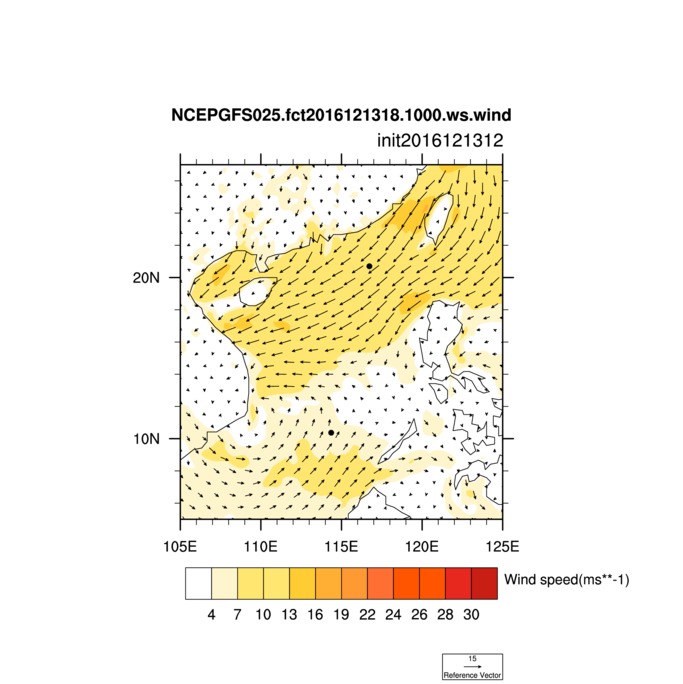 NCEPGFS025.fct2016121318.1000.ws.wind
init2016121312
20N
10N
105E 110E 115E 120E 125E
4 7 10 13 16 19 22 24 26 28 30
Wind speed(ms**-1)
15
Reference Vector